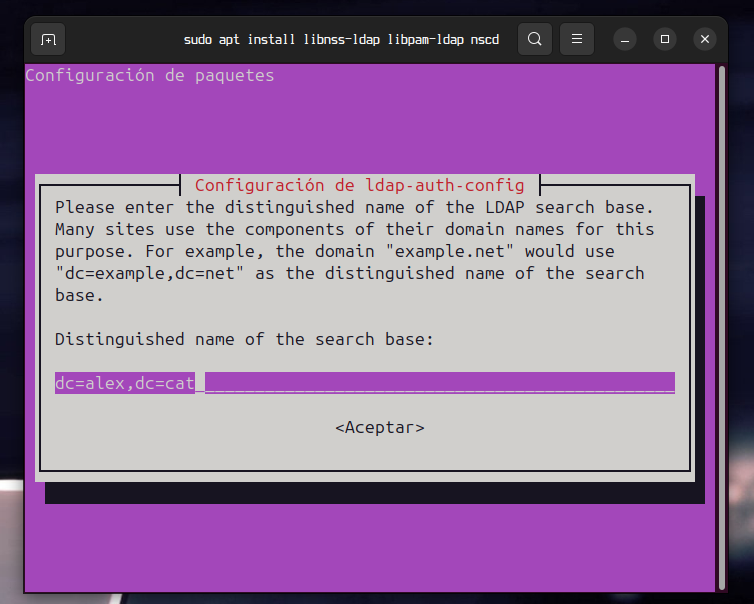 sudo apt install libnss-ldap libpam-ldap nscd
Configuración de paquetes
Configuración de ldap-auth-config
Please enter the distinguished name of the LDAP search base.
Many sites use the components of their domain names for this
purpose. For example, the domain "example.net" would use
"dc=example,dc=net" as the distinguished name of the search
base.
Distinguished name of the search base:
dc=alex,dc=cat
<Aceptar>